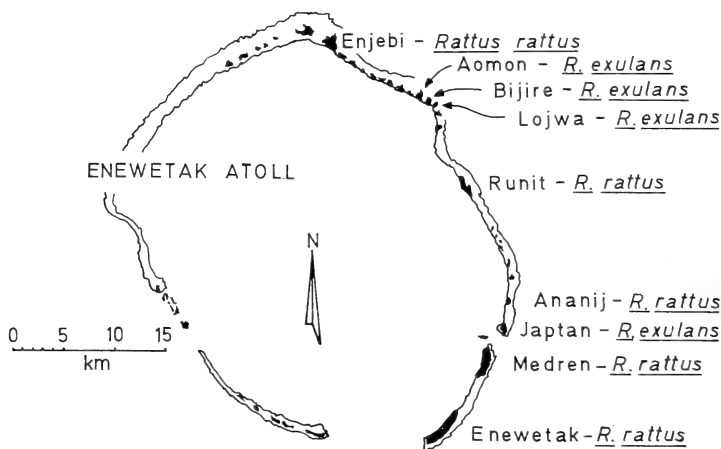 Enjebi - Rattus rattus
Aomon - R. exulans
Bijire - R. exulans
Lojwa - R. exulans
ENEWETAK ATOLL
Runit - R. rattus
N
Ananij - R. rattus
0 5 10 15
Japtan - R. exulans
km
Medren - R. rattus
Enewetak - R. rattus